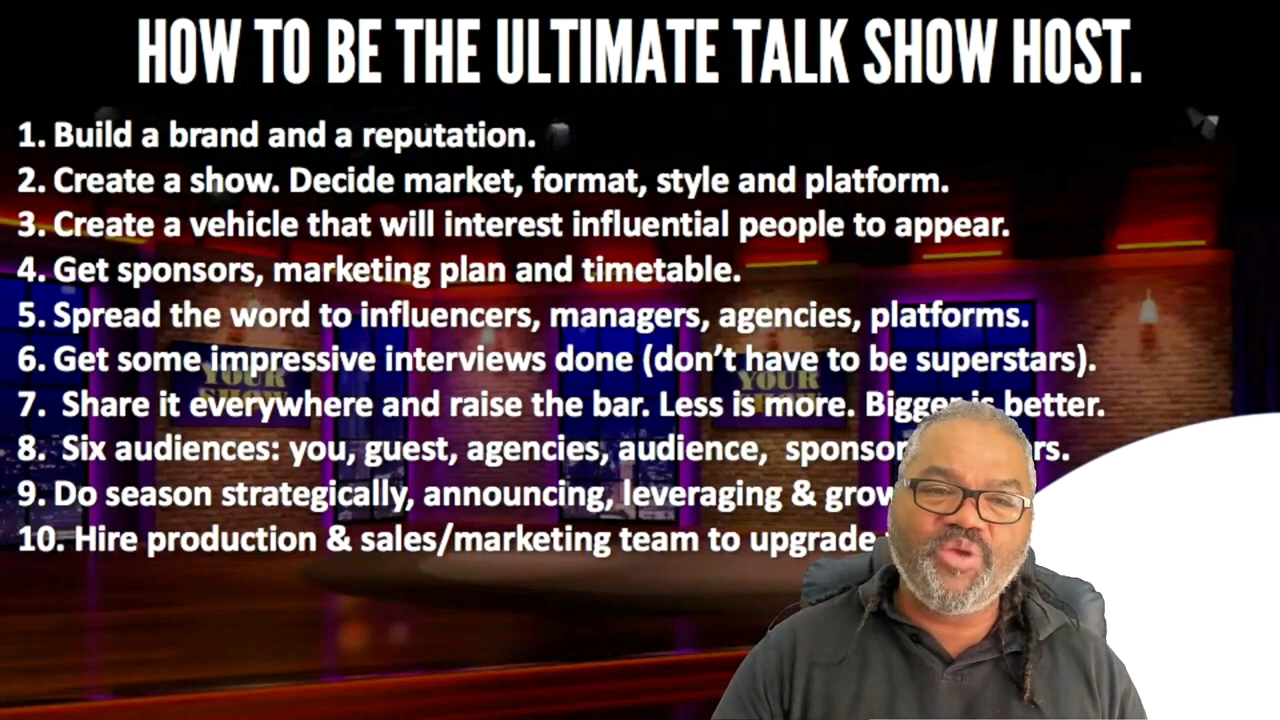 HOW TO BE THE ULTIMATE TALK SHOW HOST.
1. Build a brand and a reputation.
2. Create a show. Decide market, format, style and platform.
3. Create a vehicle that will interest influential people to appear.
4. Get sponsors, marketing plan and timetable.
5. Spread the word to influencers, managers, agencies, platforms.
6. Get some impressive interviews done (don't have to be superstars).
YOUR SHOW
YOUR
7. Share it everywhere and raise the bar. Less is more. Bigger is better.
8. Six audiences: you, guest, agencies, audience,
9. Do season strategically, announcing, leveraging &
10. Hire production & sales/marketing team to upgrade